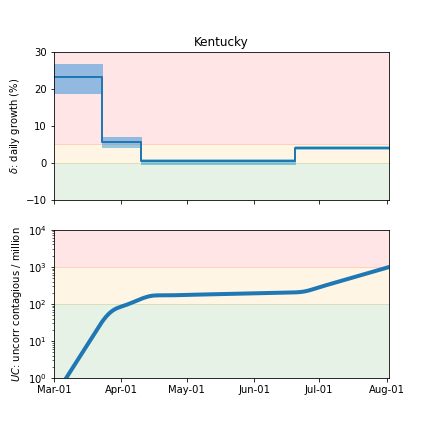 Kentucky
δ: daily growth (%)
30
20
10
0
−10
UC: uncorr contagious / million
10⁴
10³
10²
10¹
10⁰
Mar-01 Apr-01 May-01 Jun-01 Jul-01 Aug-01